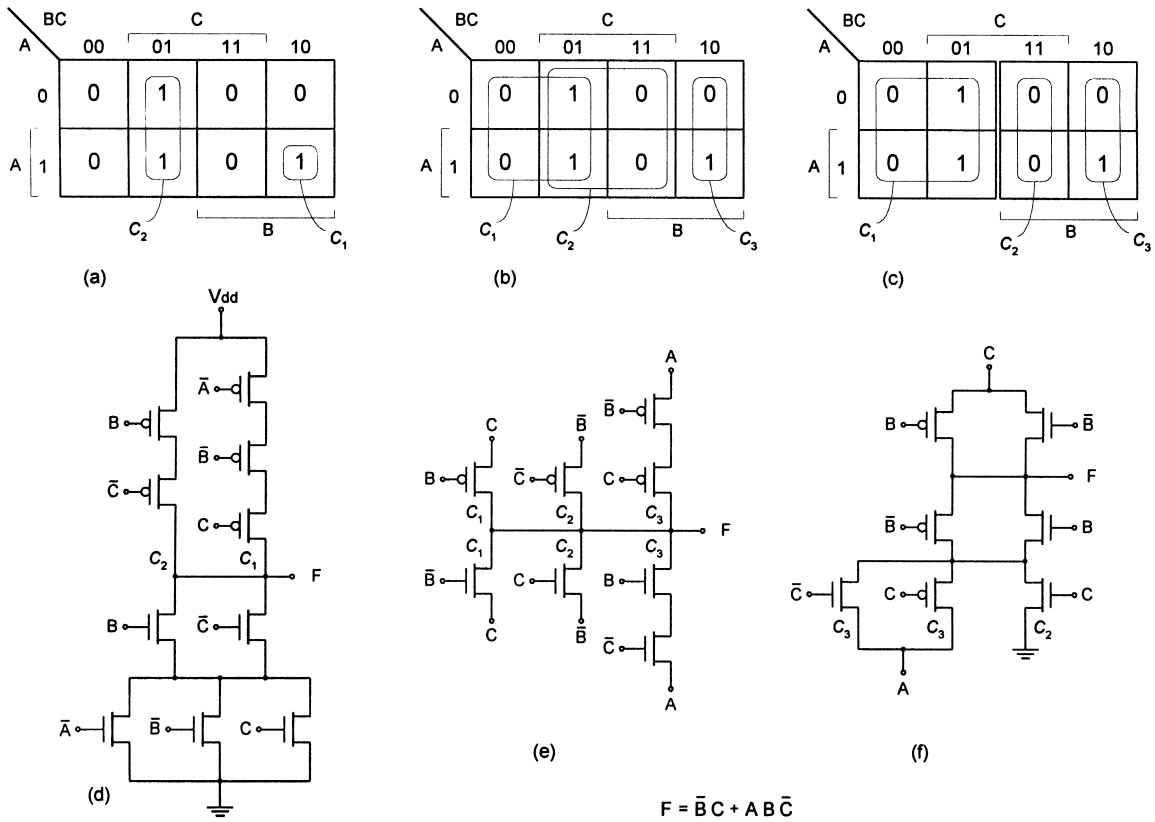 BC C
A 00 01 11 10
0 0 1 0 0
A 1 0 1 0 1
C₂ B C₁
(a)
BC C
A 00 01 11 10
0 0 1 0 0
A 1 0 1 0 1
C₁ C₂ B C₃
(b)
BC C
A 00 01 11 10
0 0 1 0 0
A 1 0 1 0 1
C₁ C₂ B C₃
(c)
Vdd
A̅
B B̅
C̅ C
C₂ C₁
F
B C̅
A̅ B̅ C
(d)
A
B̅
C B̅
B C̅ C
C₁ C₂ C₃
F
C₁ C₂ C₃
B̅ C B
C B̅ C̅
A
(e)
C
B B̅
F
B̅ B
C̅ C C
C₃ C₃ C₂
A
(f)
F = B̅ C + A B C̅